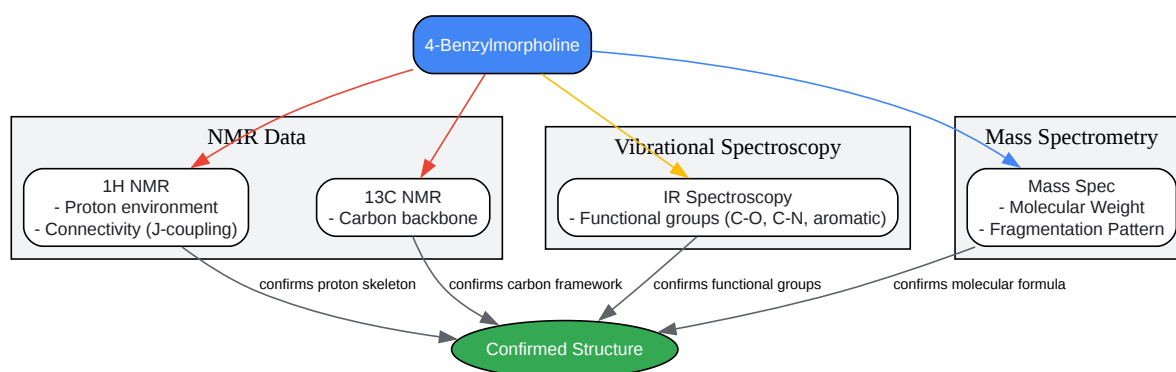 4-Benzylmorpholine
NMR Data
Vibrational Spectroscopy
Mass Spectrometry
1H NMR
- Proton environment
- Connectivity (J-coupling)
13C NMR
- Carbon backbone
IR Spectroscopy
- Functional groups (C-O, C-N, aromatic)
Mass Spec
- Molecular Weight
- Fragmentation Pattern
confirms proton skeleton
confirms carbon framework
confirms functional groups
confirms molecular formula
Confirmed Structure